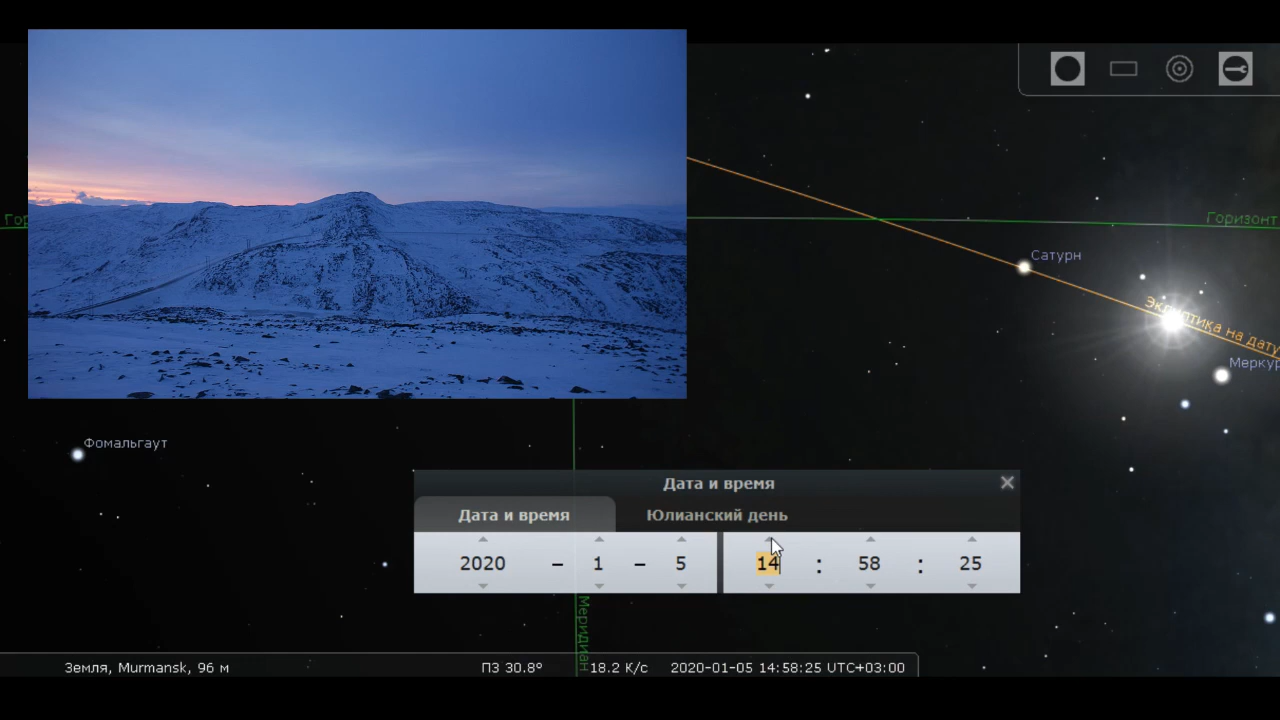 Гор
Горизонт
Сатурн
Эклиптика на дату
Меркур
Фомальгаут
Дата и время
Дата и время
Юлианский день
2020 – 1 – 5 14 : 58 : 25
Меридиан
Земля, Murmansk, 96 м
ПЗ 30.8°
18.2 К/с
2020-01-05 14:58:25 UTC+03:00